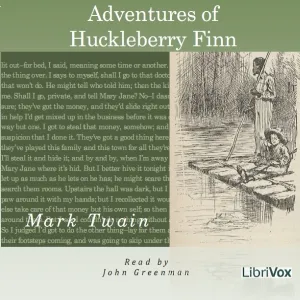 Adventures of
Huckleberry Finn
lit out–for bed, I said, meaning some time or another.
the thing over. I says to myself, shall I go to that docto
that won't do. He might tell who told him; then the ki
me. Shall I go, private, and tell Mary Jane? No–I das
sure; they've got the money, and they'd slide right out
in help I'd get mixed up in the business before it was d
way but one. I got to steal that money, somehow; and
suspicion that I done it. They've got a good thing here
they've played this family and this town for all they're
I'll steal it and hide it; and by and by, when I'm away
Mary Jane where it's hid. But I better hive it tonight
let up as much as he lets on he has; he might scare th
search them rooms. Upstairs the hall was dark, but I
paw around it with my hands; but I recollected it woul
else take care of that money but his own self; so then
around
So I judged I got to do the other thing–lay for them a
their footsteps coming, and was going to skip under t
Mark Twain
Read by
John Greenman
LibriVox